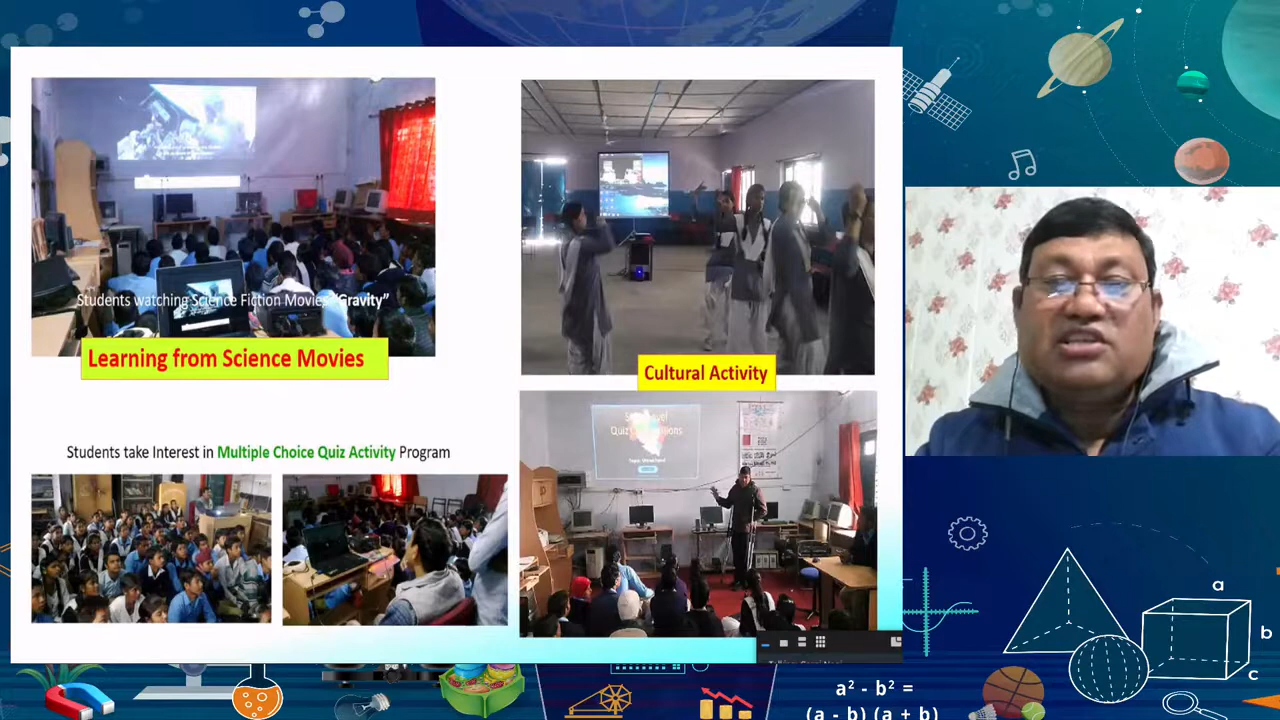 Students watching Science Fiction Movies "Gravity"
Learning from Science Movies
Cultural Activity
Students take Interest in Multiple Choice Quiz Activity Program
a
b
c
a² - b² =
(a - b) (a + b)